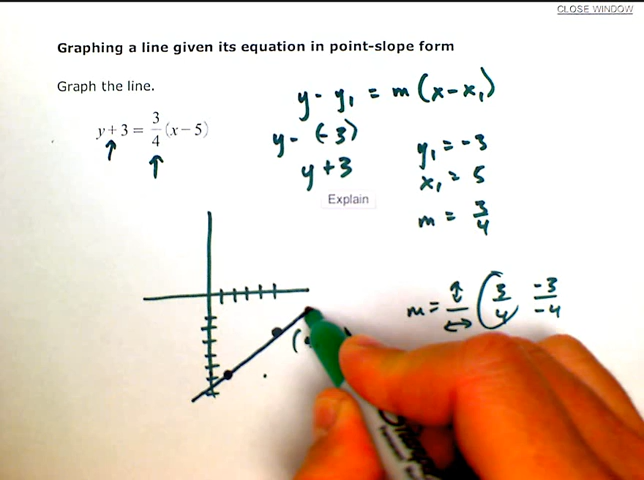 CLOSE WINDOW
Graphing a line given its equation in point-slope form
Graph the line.
y + 3 = 3/4 (x − 5)
y - y₁ = m (x - x₁)
y - (-3)
y + 3
Explain
y₁ = -3
x₁ = 5
m = 3/4
m = ↕/↔ (3/4) -3/-4
(